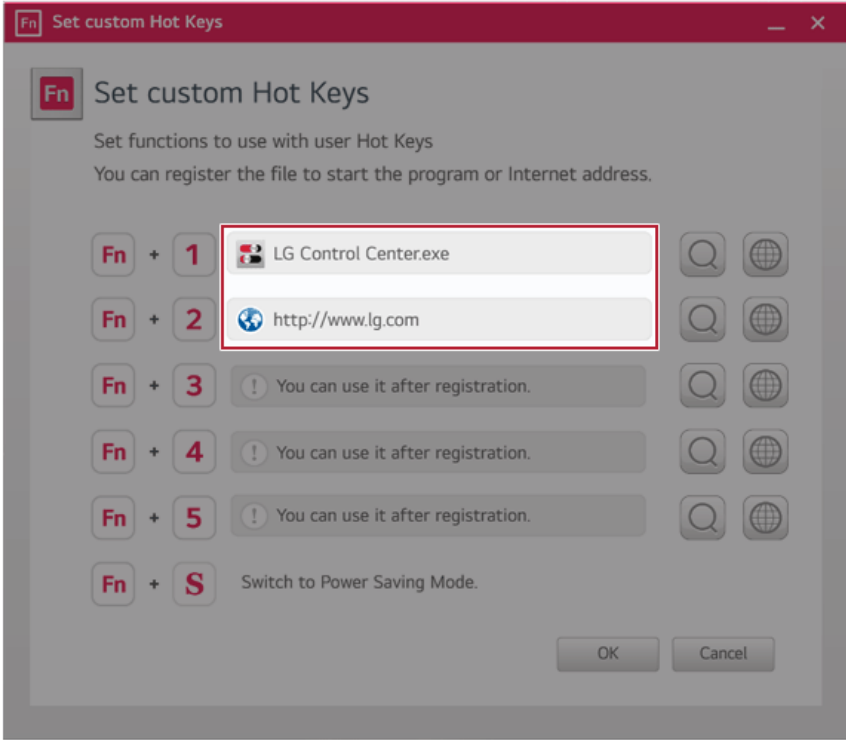 Fn Set custom Hot Keys
Fn Set custom Hot Keys
Set functions to use with user Hot Keys
You can register the file to start the program or Internet address.
Fn + 1 LG Control Center.exe
Fn + 2 http://www.lg.com
Fn + 3 ! You can use it after registration.
Fn + 4 ! You can use it after registration.
Fn + 5 ! You can use it after registration.
Fn + S Switch to Power Saving Mode.
OK Cancel